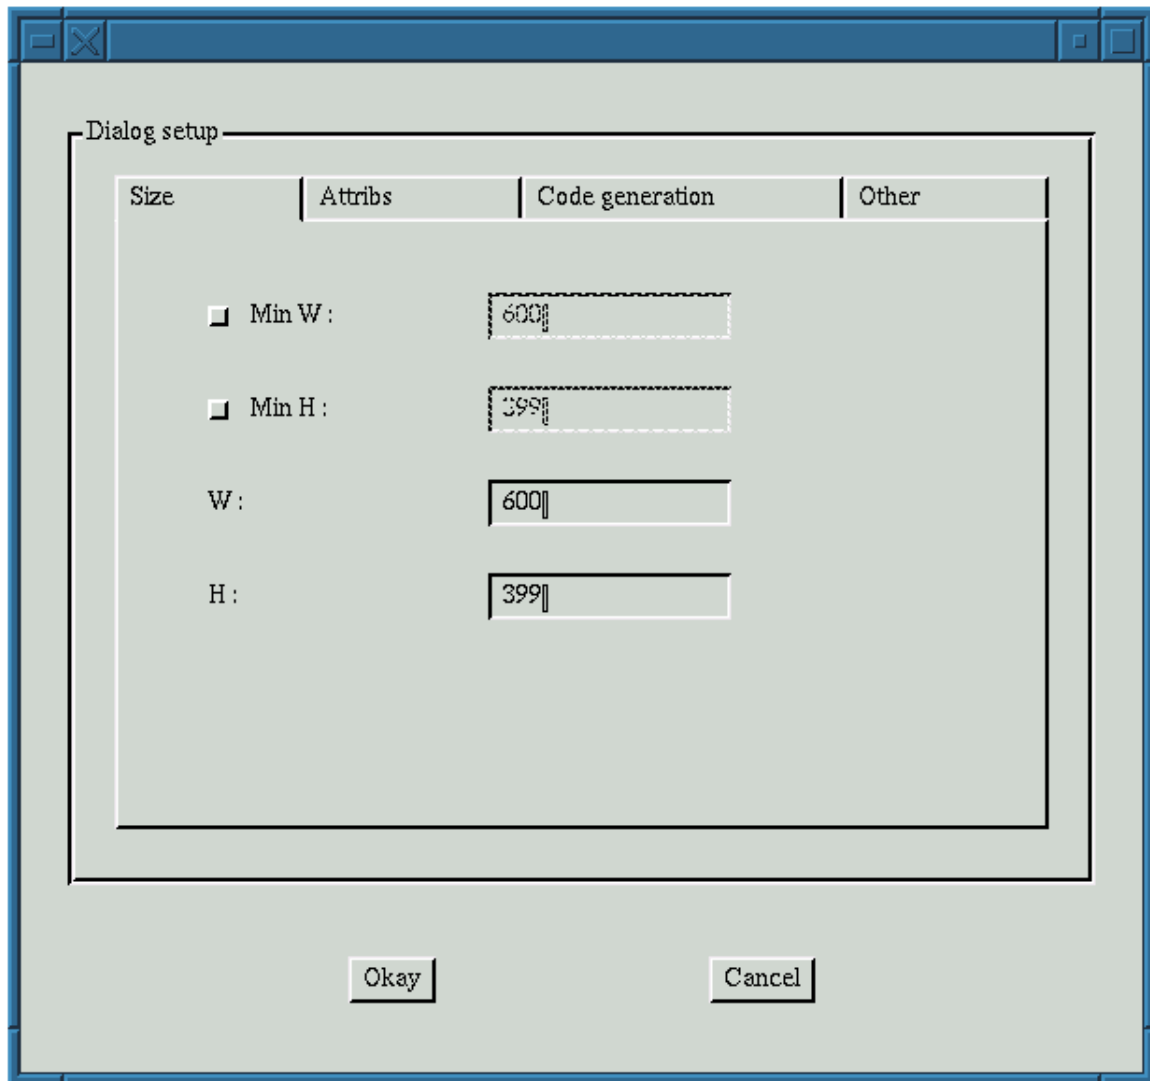 Dialog setup
Size Attribs Code generation Other
Min W : 600
Min H : 399
W : 600
H : 399
Okay Cancel